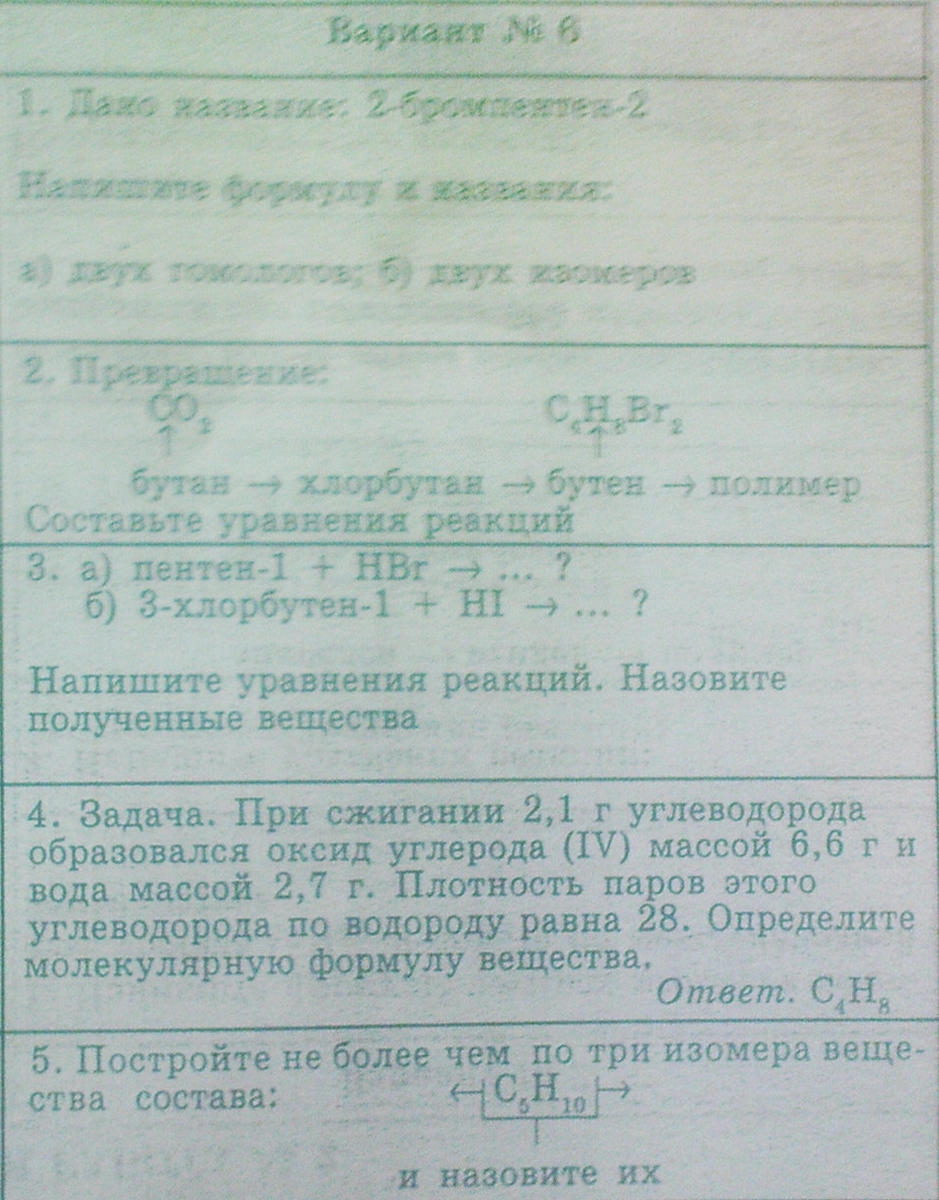 Вариант № 6
1. Дано название: 2-бромпентен-2
Напишите формулу и названия:
а) двух гомологов; б) двух изомеров
2. Превращение:
CO₂ C₄H₈Br₂
↑ ↑
бутан → хлорбутан → бутен → полимер
Составьте уравнения реакций
3. а) пентен-1 + HBr → ... ?
б) 3-хлорбутен-1 + HI → ... ?
Напишите уравнения реакций. Назовите
полученные вещества
4. Задача. При сжигании 2,1 г углеводорода
образовался оксид углерода (IV) массой 6,6 г и
вода массой 2,7 г. Плотность паров этого
углеводорода по водороду равна 28. Определите
молекулярную формулу вещества.
Ответ. C₄H₈
5. Постройте не более чем по три изомера веще-
ства состава: ← C₅H₁₀ →
и назовите их